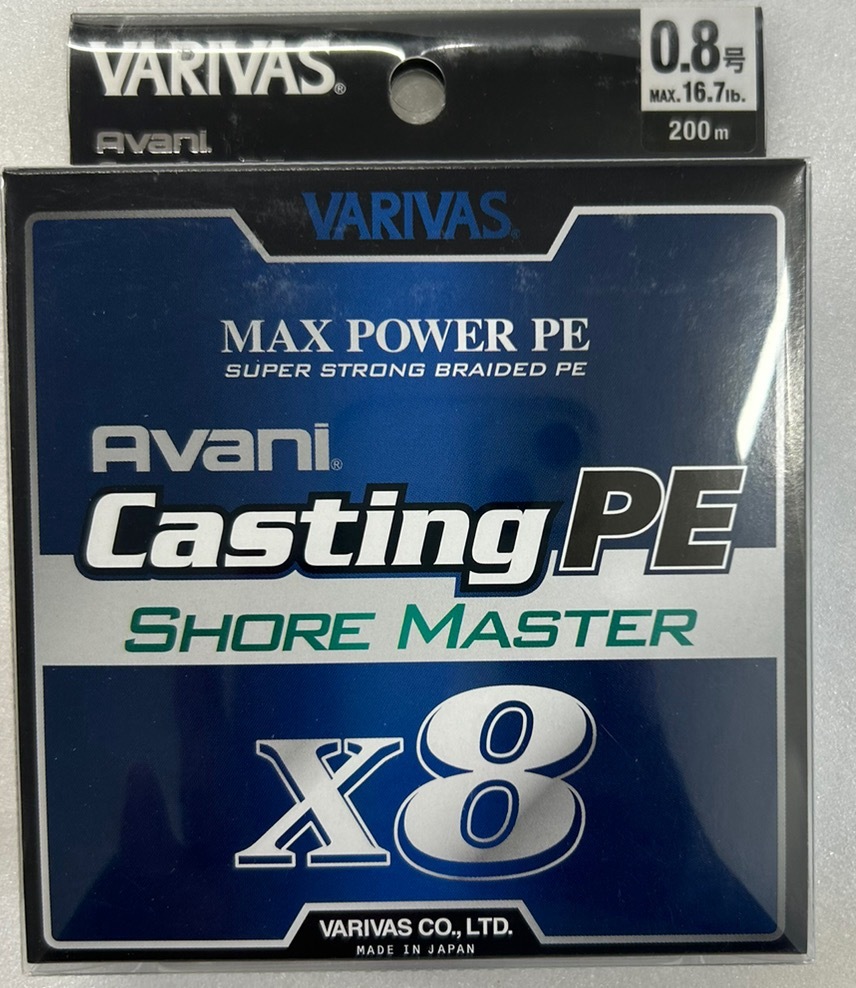 VARIVAS®
0.8号
MAX.16.7lb.
Avani
200m
VARIVAS®
MAX POWER PE
SUPER STRONG BRAIDED PE
Avani®
Casting PE
SHORE MASTER
x8
VARIVAS CO., LTD.
MADE IN JAPAN